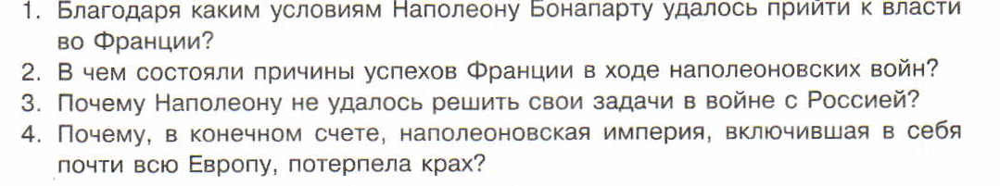 1. Благодаря каким условиям Наполеону Бонапарту удалось прийти к власти
во Франции?
2. В чем состояли причины успехов Франции в ходе наполеоновских войн?
3. Почему Наполеону не удалось решить свои задачи в войне с Россией?
4. Почему, в конечном счете, наполеоновская империя, включившая в себя
почти всю Европу, потерпела крах?